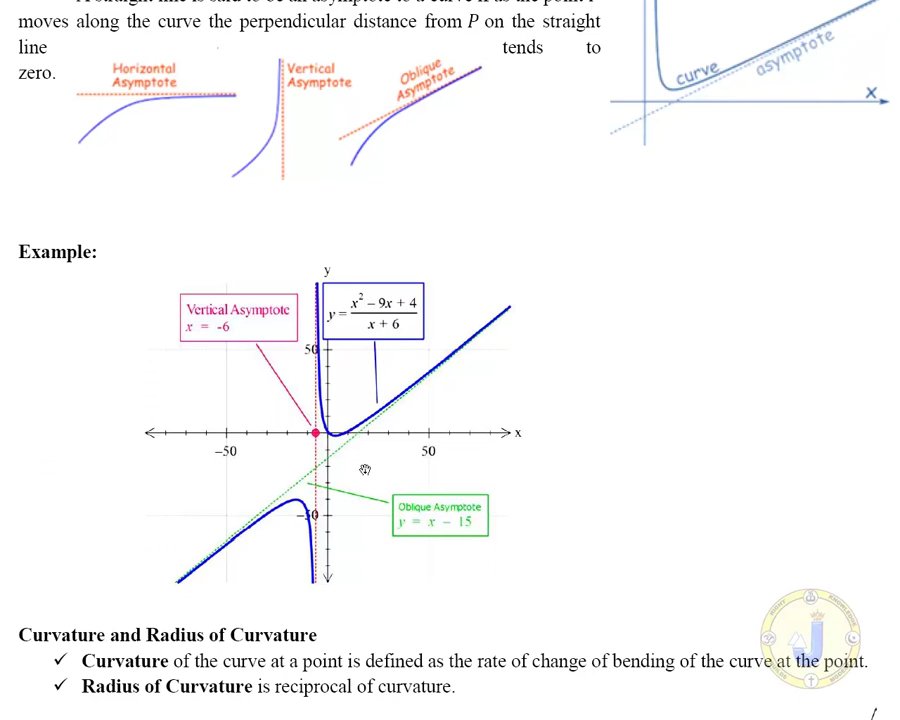 moves along the curve the perpendicular distance from P on the straight
line tends to
zero.
Horizontal
Asymptote
Vertical
Asymptote
Oblique
Asymptote
curve
asymptote
X
Example:
y
Vertical Asymptote
x = -6
y = x² – 9x + 4 / x + 6
50
x
–50
50
–50
Oblique Asymptote
y = x – 15
Curvature and Radius of Curvature
✓ Curvature of the curve at a point is defined as the rate of change of bending of the curve at the point.
✓ Radius of Curvature is reciprocal of curvature.
J